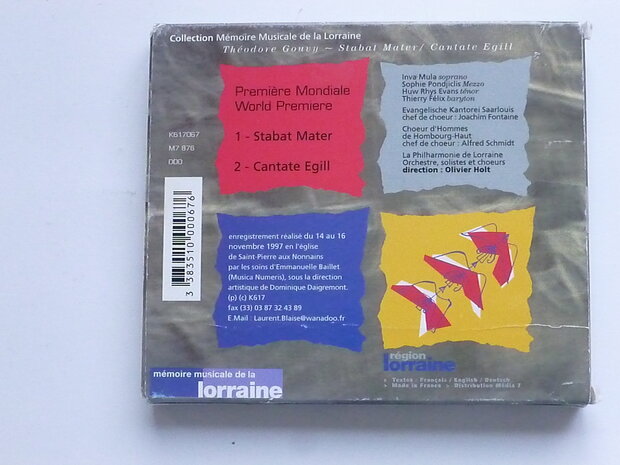 Collection Mémoire Musicale de la Lorraine
Théodore Gouvy ~ Stabat Mater/ Cantate Egill
Première Mondiale
World Premiere
1 - Stabat Mater
2 - Cantate Egill
Inva Mula soprano
Sophie Pondjiclis Mezzo
Huw Rhys Evans ténor
Thierry Félix baryton
Evangelische Kantorei Saarlouis
chef de choeur : Joachim Fontaine
Choeur d'Hommes
de Hombourg-Haut
chef de choeur : Alfred Schmidt
La Philharmonie de Lorraine
Orchestre, solistes et choeurs
direction : Olivier Holt
K617067
M7 876
DDD
3 383510 000676
enregistrement réalisé du 14 au 16
novembre 1997 en l'église
de Saint-Pierre aux Nonnains
par les soins d'Emmanuelle Baillet
(Musica Numeris), sous la direction
artistique de Dominique Daigremont.
(p) (c) K617
fax (33) 03 87 32 43 89
E.Mail : Laurent.Blaise@wanadoo.fr
région
lorraine
> Textes : Français / English / Deutsch
> Made in France > Distribution Média 7
mémoire musicale de la
lorraine